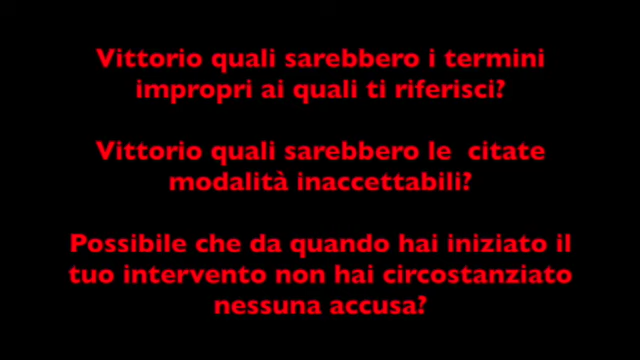 Vittorio quali sarebbero i termini
impropri ai quali ti riferisci?
Vittorio quali sarebbero le  citate
modalità inaccettabili?
Possibile che da quando hai iniziato il
tuo intervento non hai circostanziato
nessuna accusa?